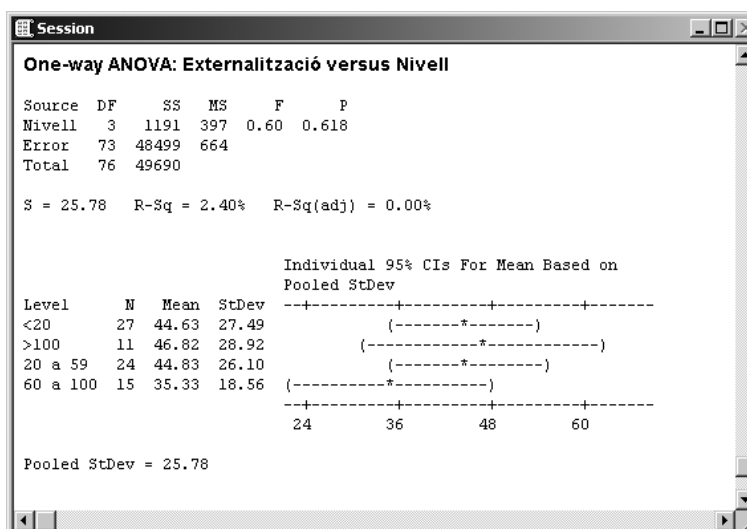 Session
One-way ANOVA: Externalització versus Nivell
Source  DF     SS   MS     F      P
Nivell   3   1191  397  0.60  0.618
Error   73  48499  664
Total   76  49690
S = 25.78   R-Sq = 2.40%   R-Sq(adj) = 0.00%
Individual 95% CIs For Mean Based on
Pooled StDev
Level      N   Mean  StDev  --+---------+---------+---------+-------
<20       27  44.63  27.49             (-------*-------)
>100      11  46.82  28.92          (------------*------------)
20 a 59   24  44.83  26.10             (-------*--------)
60 a 100  15  35.33  18.56  (----------*----------)
--+---------+---------+---------+-------
24        36        48        60
Pooled StDev = 25.78